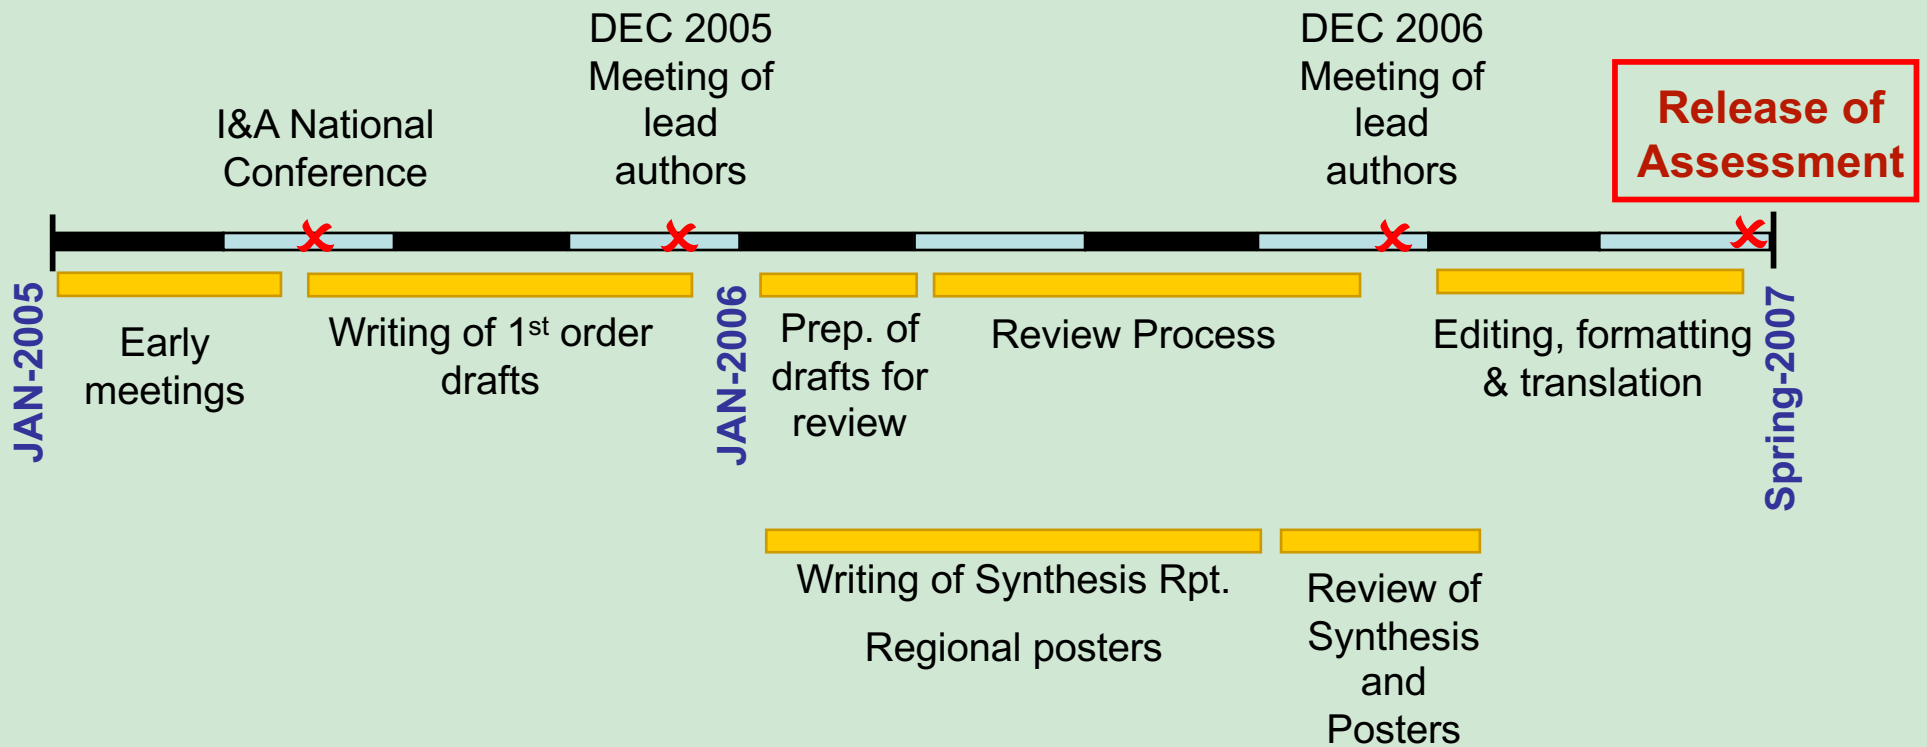 DEC 2005
Meeting of
lead
authors
DEC 2006
Meeting of
lead
authors
I&A National
Conference
Release of
Assessment
JAN-2005
JAN-2006
Spring-2007
Early
meetings
Writing of 1st order
drafts
Prep. of
drafts for
review
Review Process
Editing, formatting
& translation
Writing of Synthesis Rpt.
Regional posters
Review of
Synthesis
and
Posters